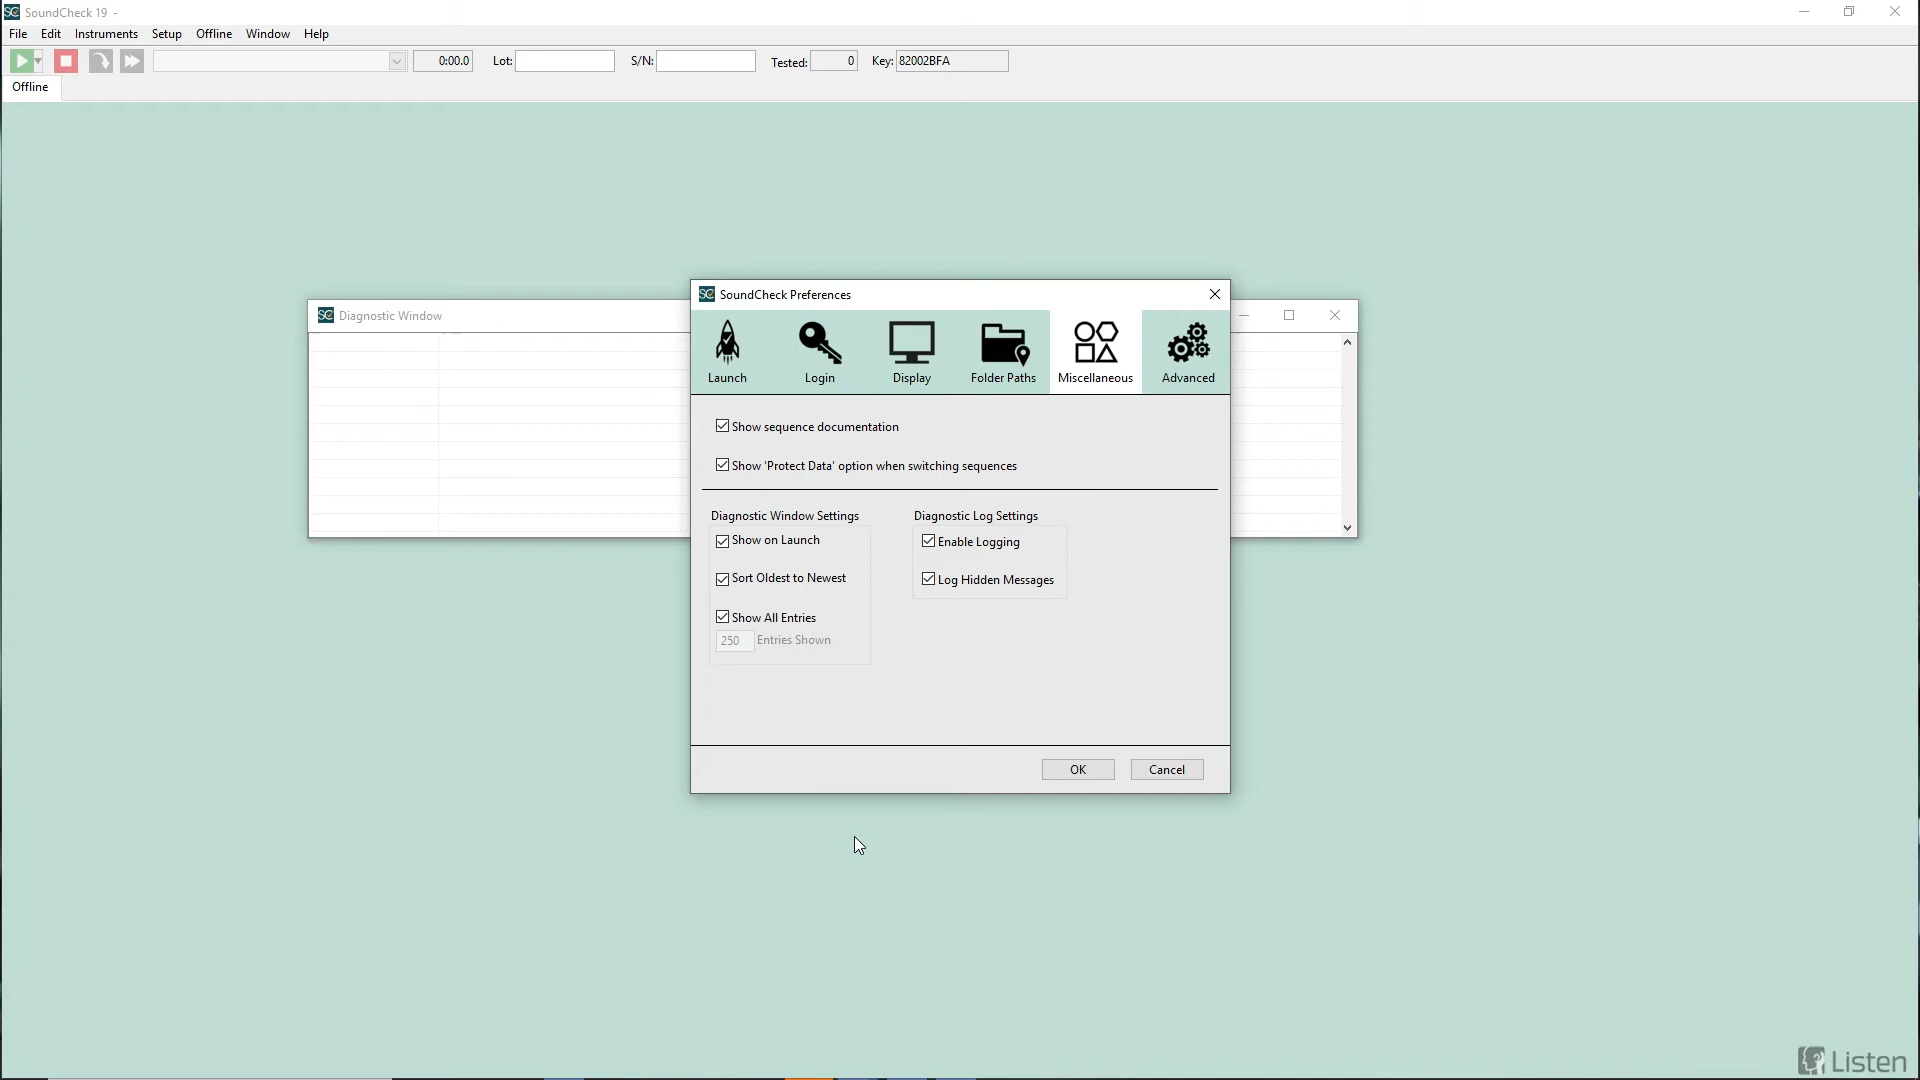 SoundCheck 19 -
File Edit Instruments Setup Offline Window Help
0:00.0 Lot: S/N: Tested: 0 Key: 82002BFA
Offline
SC SoundCheck Preferences
SC Diagnostic Window
Launch Login Display Folder Paths Miscellaneous Advanced
Show sequence documentation
Show 'Protect Data' option when switching sequences
Diagnostic Window Settings
Show on Launch
Sort Oldest to Newest
Show All Entries
250 Entries Shown
Diagnostic Log Settings
Enable Logging
Log Hidden Messages
OK Cancel
Listen